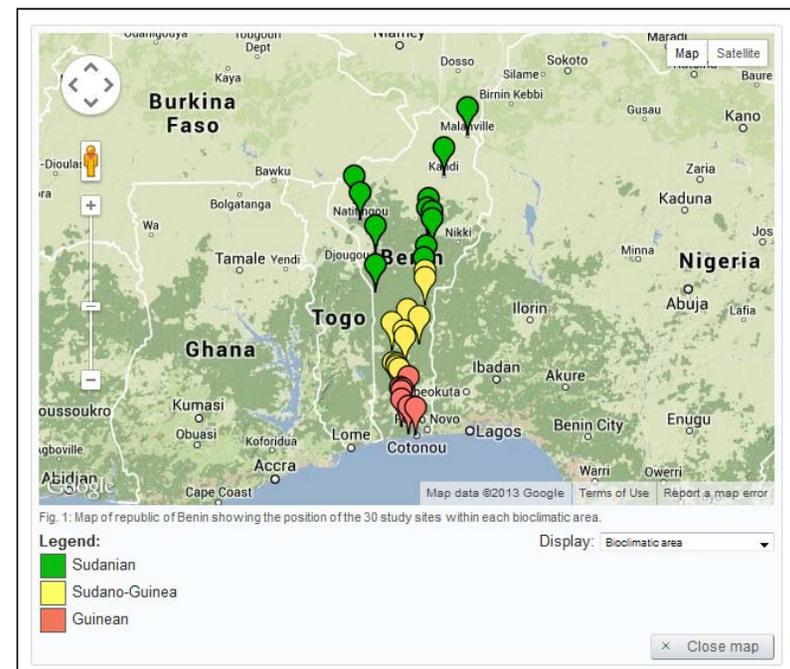 Ouahigouya
Tougouri
Niamey
Maradi
Dept
Dosso
Sokoto
Map Satellite
Kaya
Silame
Baure
Birnin Kebbi
Burkina
Faso
Gusau
Kano
Malanville
-Dioulas
Kandi
Zaria
Bawku
Bolgatanga
Natitingou
Kaduna
Wa
Nikki
Jos
Tamale Yendi
Djougou
Benin
Minna
Nigeria
Abuja
Lafia
Togo
Ilorin
Ghana
Ibadan
Akure
beokuta
oussoukro
Kumasi
Novo
Benin City
Enugu
Obuasi
Koforidua
Lome
Lagos
Cotonou
gboville
Accra
Warri
Owerri
Abidjan
Google
Cape Coast
Map data ©2013 Google Terms of Use Report a map error
Fig. 1: Map of republic of Benin showing the position of the 30 study sites within each bioclimatic area.
Legend:
Display: Bioclimatic area
Sudanian
Sudano-Guinea
Guinean
× Close map